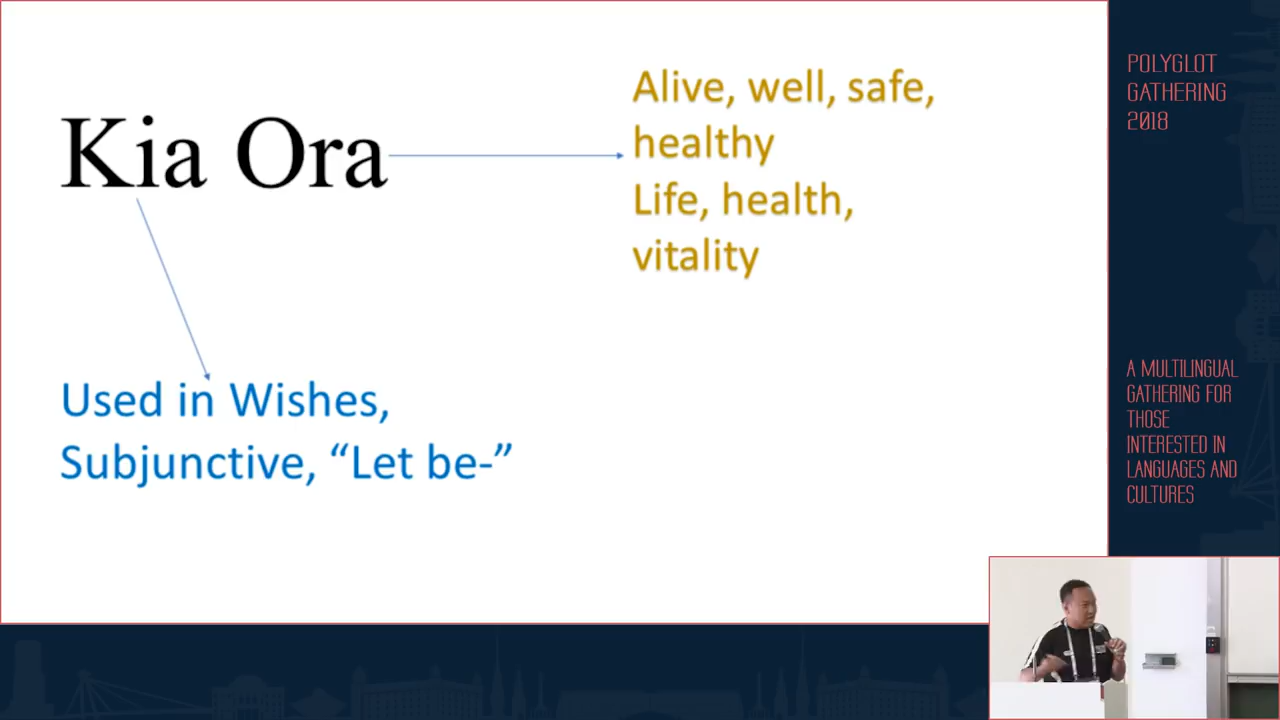 Kia Ora
Alive, well, safe,
healthy
Life, health,
vitality
Used in Wishes,
Subjunctive, “Let be-”
POLYGLOT
GATHERING
2018
A MULTILINGUAL
GATHERING FOR
THOSE
INTERESTED IN
LANGUAGES AND
CULTURES